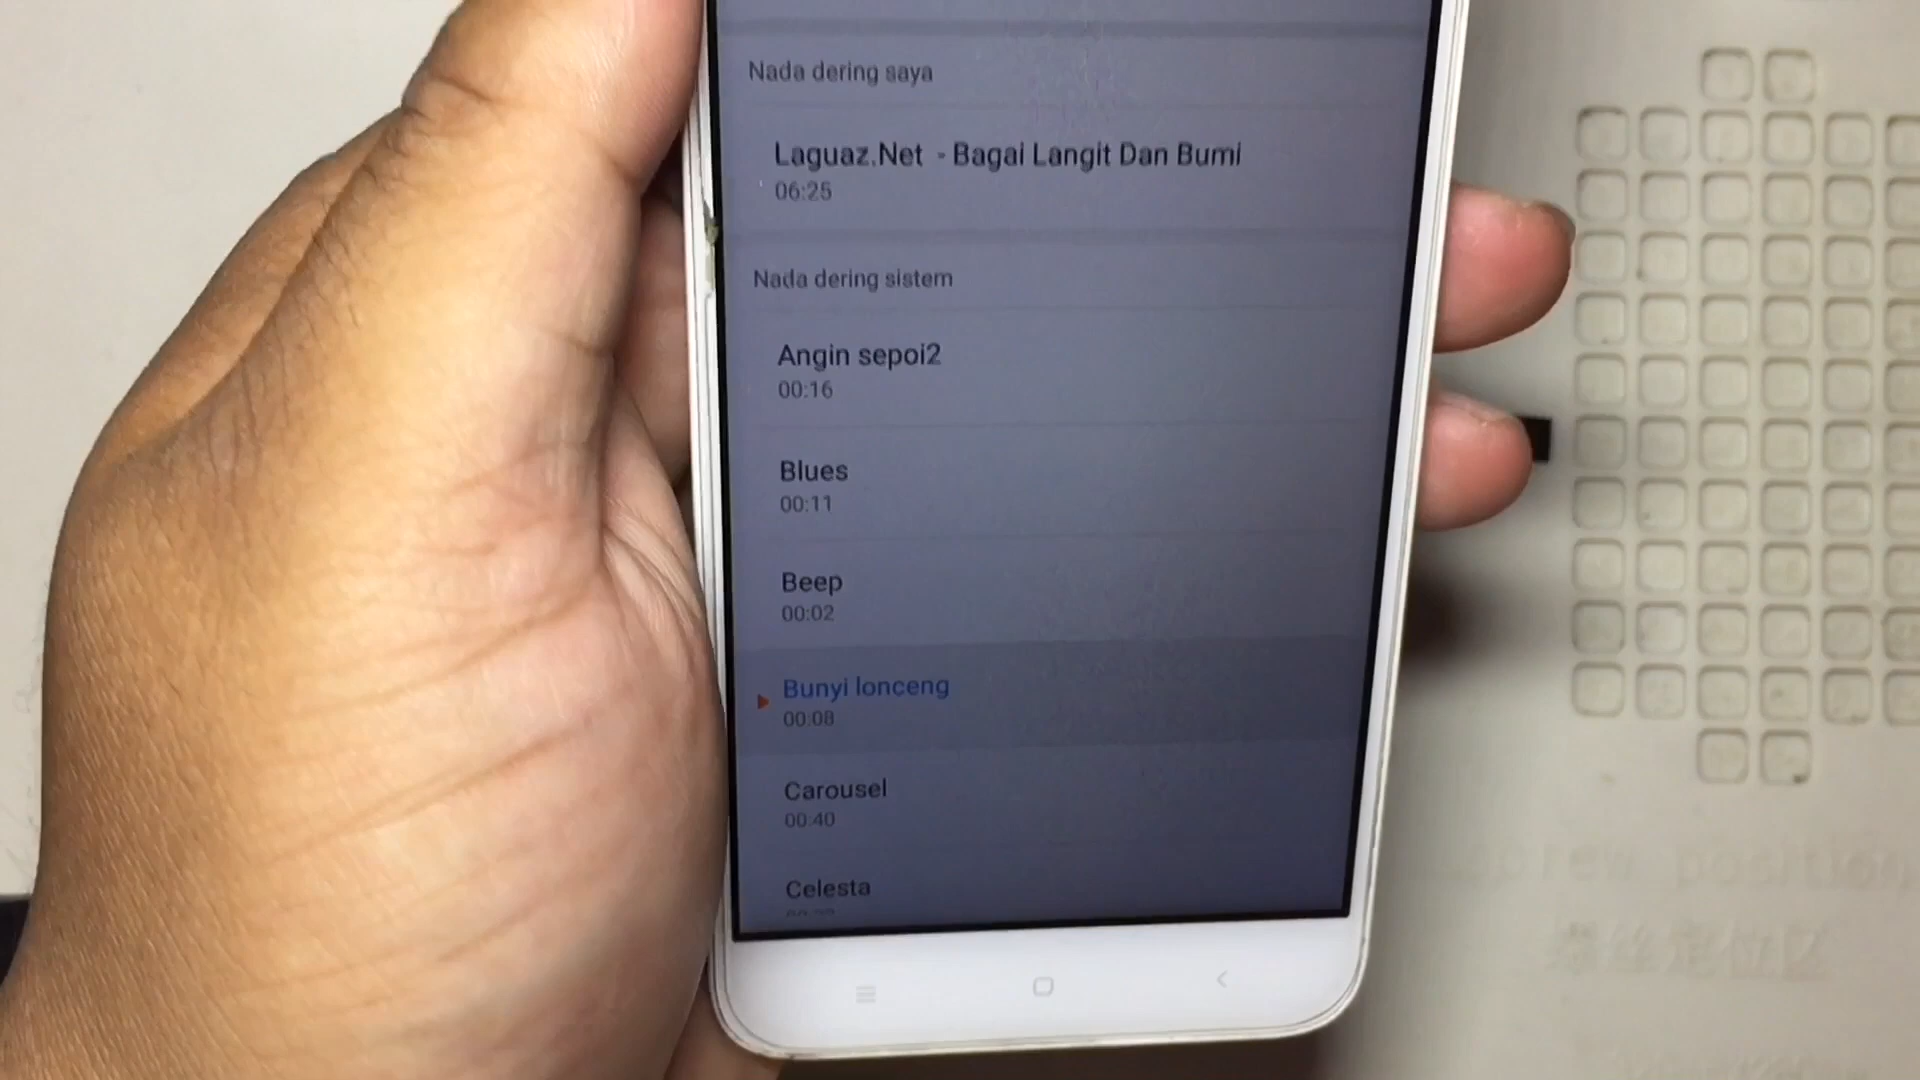 Nada dering saya
Laguaz.Net - Bagai Langit Dan Bumi
06:25
Nada dering sistem
Angin sepoi2
00:16
Blues
00:11
Beep
00:02
Bunyi lonceng
00:08
Carousel
00:40
Celesta
position